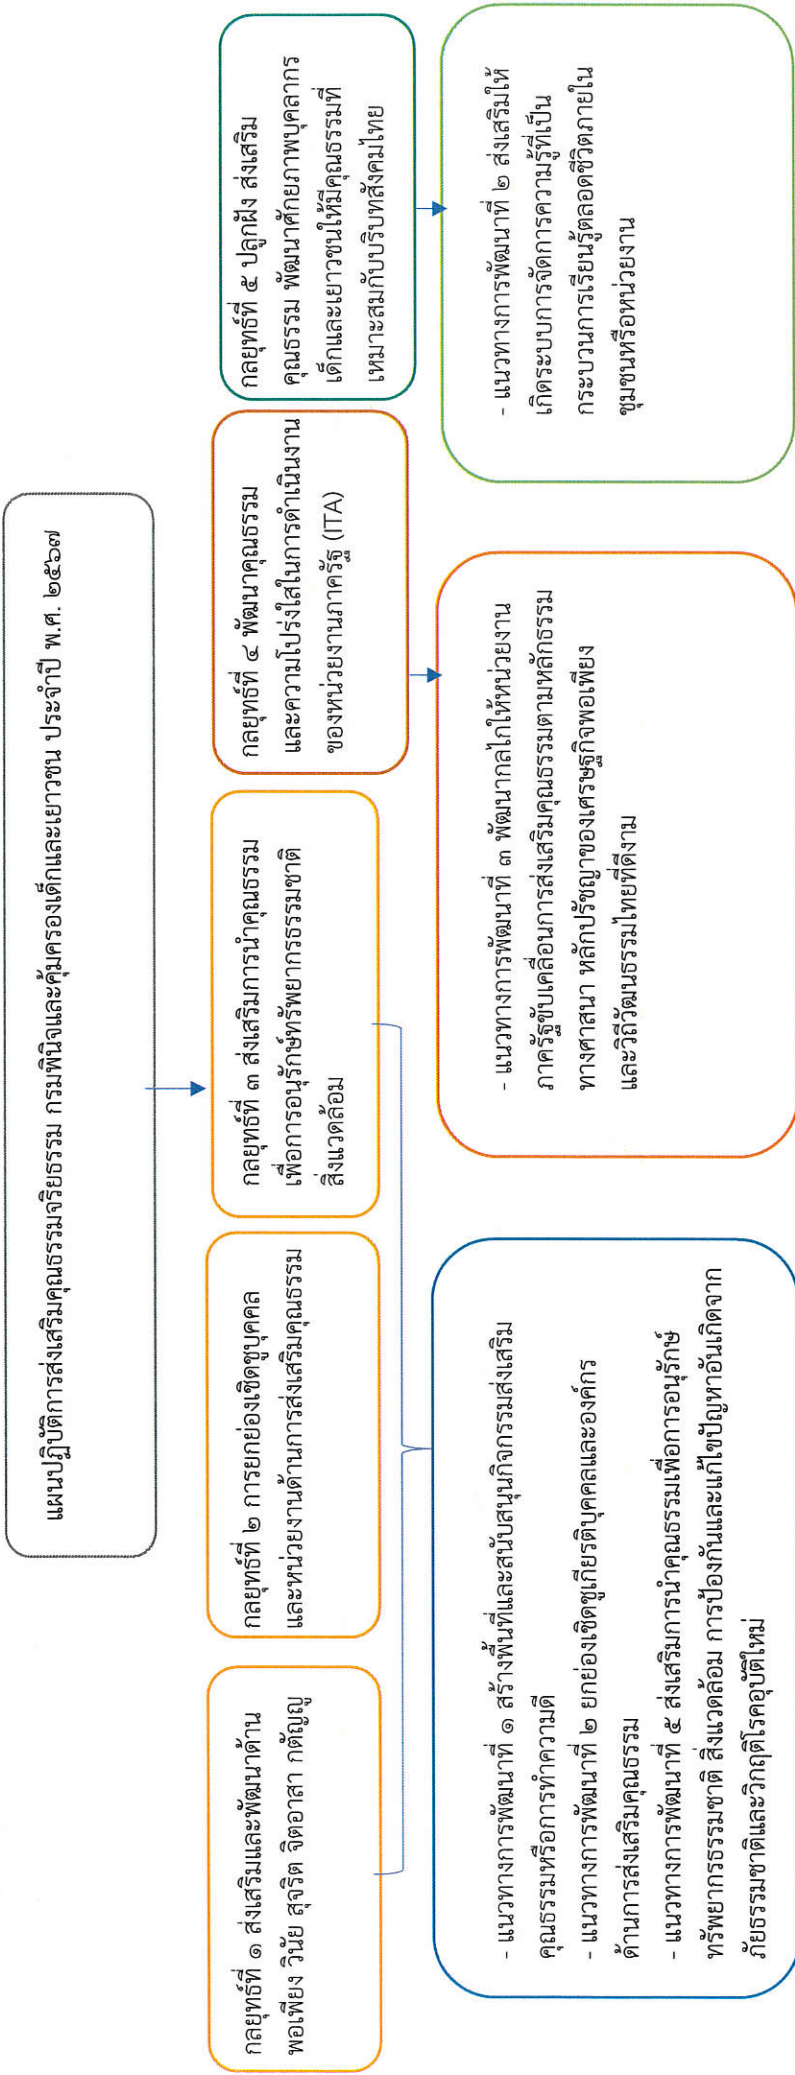 แผนปฏิบัติการส่งเสริมคุณธรรมจริยธรรม กรมพินิจและคุ้มครองเด็กและเยาวชน ประจำปี พ.ศ. ๒๕๖๗
กลยุทธ์ที่ ๑ ส่งเสริมและพัฒนาด้าน
พอเพียง วินัย สุจริต จิตอาสา กตัญญู
กลยุทธ์ที่ ๒ การยกย่องเชิดชูบุคคล
และหน่วยงานด้านการส่งเสริมคุณธรรม
กลยุทธ์ที่ ๓ ส่งเสริมการนำคุณธรรม
เพื่อการอนุรักษ์ทรัพยากรธรรมชาติ
สิ่งแวดล้อม
กลยุทธ์ที่ ๔ พัฒนาคุณธรรม
และความโปร่งใสในการดำเนินงาน
ของหน่วยงานภาครัฐ (ITA)
กลยุทธ์ที่ ๕ ปลูกฝัง ส่งเสริม
คุณธรรม พัฒนาศักยภาพบุคลากร
เด็กและเยาวชนให้มีคุณธรรมที่
เหมาะสมกับบริบทสังคมไทย
- แนวทางการพัฒนาที่ ๑ สร้างพื้นที่และสนับสนุนกิจกรรมส่งเสริม
คุณธรรมหรือการทำความดี
- แนวทางการพัฒนาที่ ๒ ยกย่องเชิดชูเกียรติบุคคลและองค์กร
ด้านการส่งเสริมคุณธรรม
- แนวทางการพัฒนาที่ ๕ ส่งเสริมการนำคุณธรรมเพื่อการอนุรักษ์
ทรัพยากรธรรมชาติ สิ่งแวดล้อม การป้องกันและแก้ไขปัญหาอันเกิดจาก
ภัยธรรมชาติและวิกฤติโรคอุบัติใหม่
- แนวทางการพัฒนาที่ ๓ พัฒนากลไกให้หน่วยงาน
ภาครัฐขับเคลื่อนการส่งเสริมคุณธรรมตามหลักธรรม
ทางศาสนา หลักปรัชญาของเศรษฐกิจพอเพียง
และวิถีวัฒนธรรมไทยที่ดีงาม
- แนวทางการพัฒนาที่ ๒ ส่งเสริมให้
เกิดระบบการจัดการความรู้ที่เป็น
กระบวนการเรียนรู้ตลอดชีวิตภายใน
ชุมชนหรือหน่วยงาน